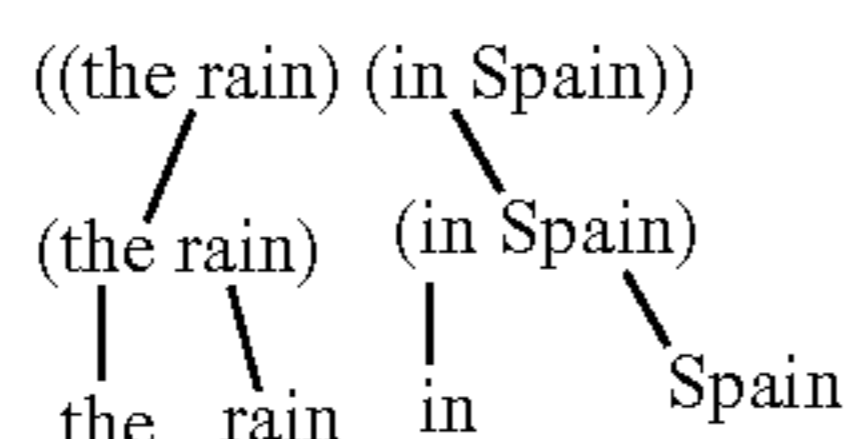 ((the rain) (in Spain))
(the rain) (in Spain)
the rain in Spain